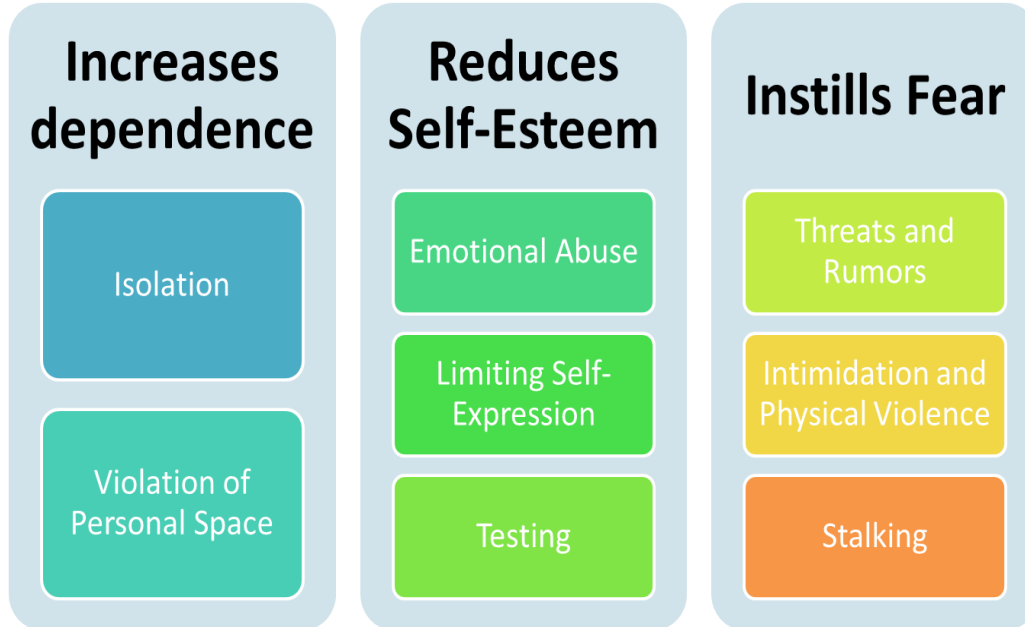 Increases
dependence
Isolation
Violation of
Personal Space
Reduces
Self-Esteem
Emotional Abuse
Limiting Self-
Expression
Testing
Instills Fear
Threats and
Rumors
Intimidation and
Physical Violence
Stalking